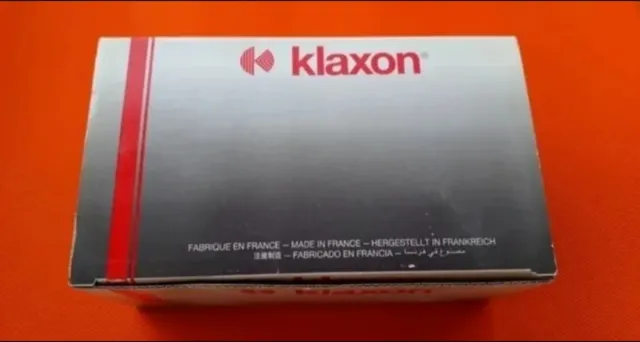 klaxon®
FABRIQUE EN FRANCE – MADE IN FRANCE – HERGESTELLT IN FRANKREICH
法國製造 – FABRICADO EN FRANCIA – مصنوع في فرنسا
klaxon